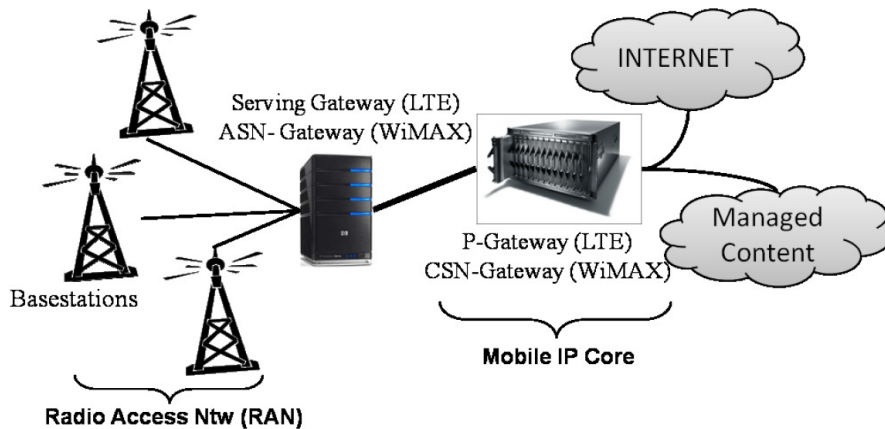 INTERNET
Serving Gateway (LTE)
ASN- Gateway (WiMAX)
Managed
Content
P-Gateway (LTE)
CSN-Gateway (WiMAX)
Basestations
Mobile IP Core
Radio Access Ntw (RAN)